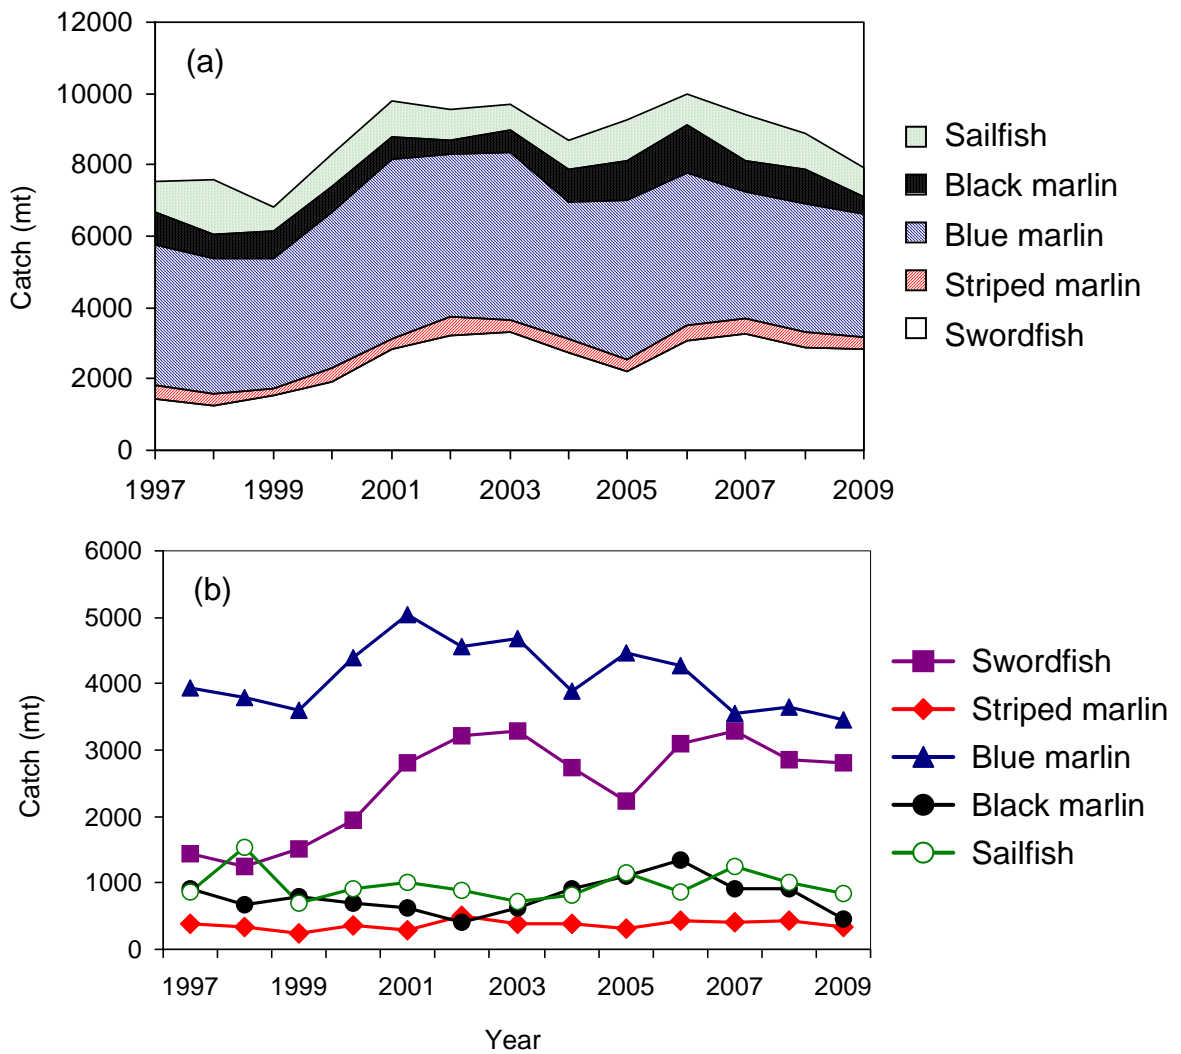 12000
(a)
10000
8000
6000
4000
2000
0
Catch (mt)
1997 1999 2001 2003 2005 2007 2009
Sailfish
Black marlin
Blue marlin
Striped marlin
Swordfish
6000
(b)
5000
4000
3000
2000
1000
0
Catch (mt)
1997 1999 2001 2003 2005 2007 2009
Year
Swordfish
Striped marlin
Blue marlin
Black marlin
Sailfish